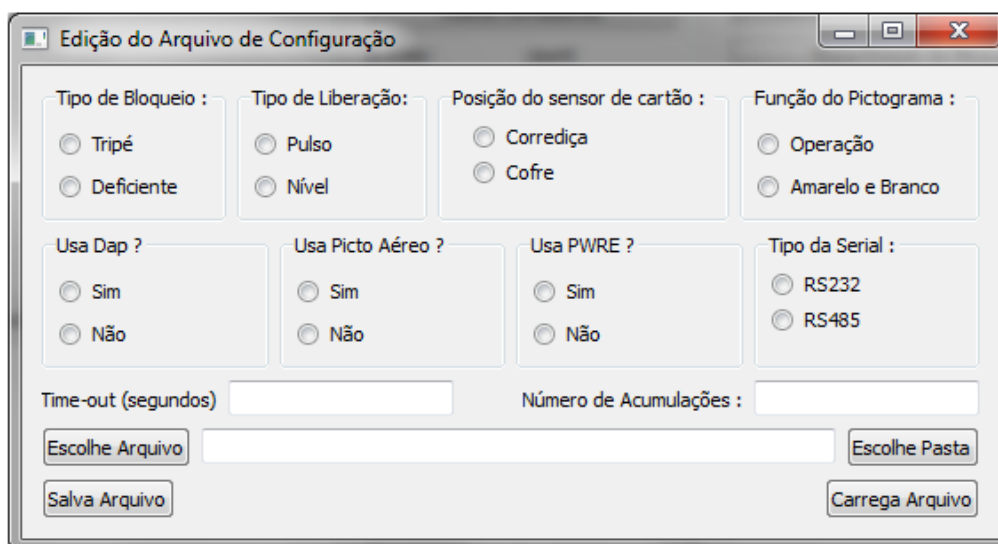 Edição do Arquivo de Configuração
Tipo de Bloqueio : Tipo de Liberação: Posição do sensor de cartão : Função do Pictograma :
Tripé Pulso Corrediça Operação
Deficiente Nível Cofre Amarelo e Branco
Usa Dap ? Usa Picto Aéreo ? Usa PWRE ? Tipo da Serial :
Sim Sim Sim RS232
Não Não Não RS485
Time-out (segundos) Número de Acumulações :
Escolhe Arquivo Escolhe Pasta
Salva Arquivo Carrega Arquivo